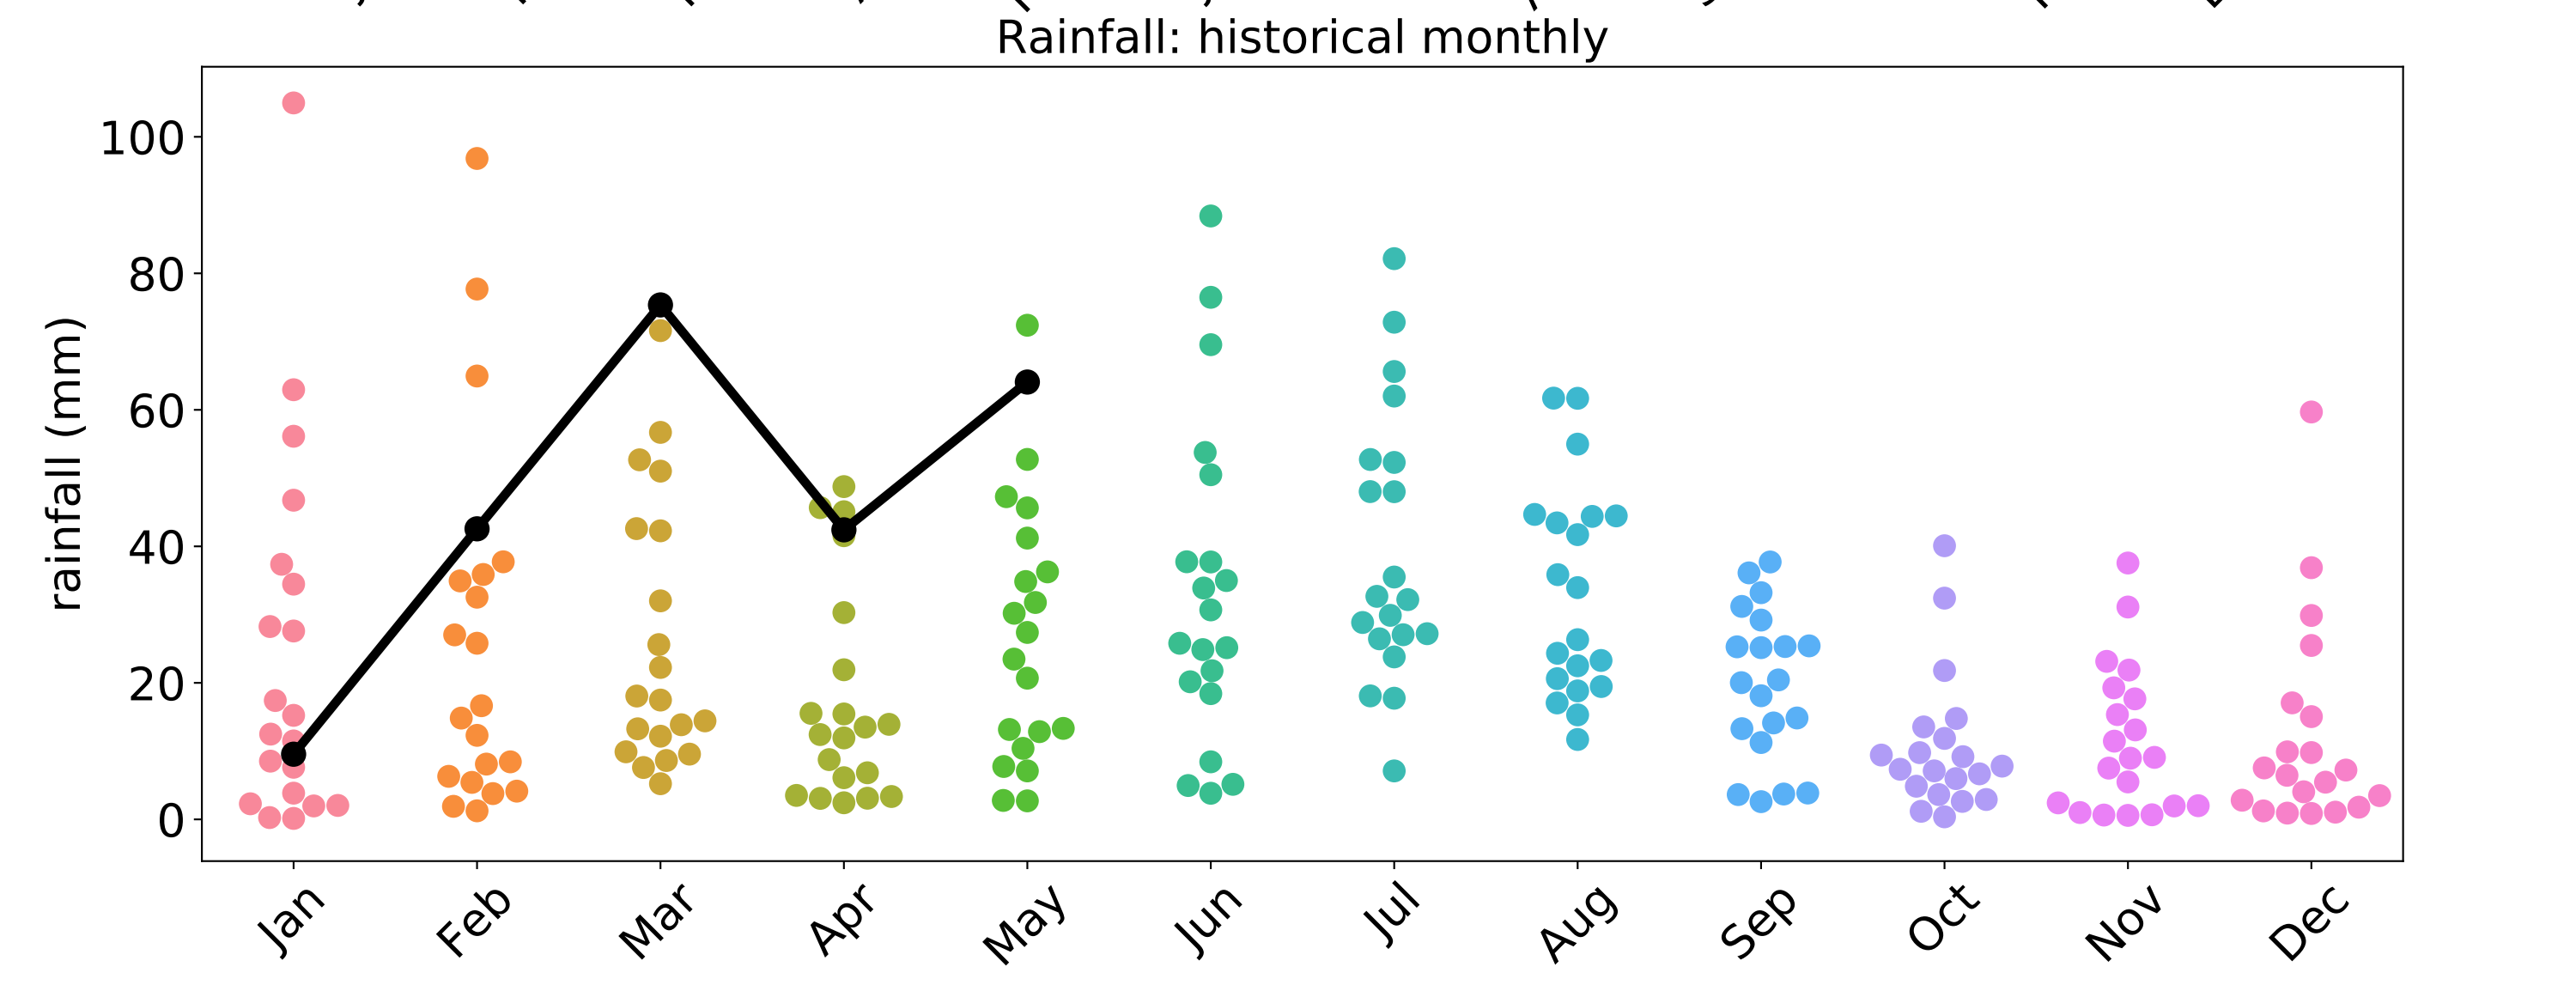 Rainfall: historical monthly
rainfall (mm)
100
80
60
40
20
0
Jan
Feb
Mar
Apr
May
Jun
Jul
Aug
Sep
Oct
Nov
Dec